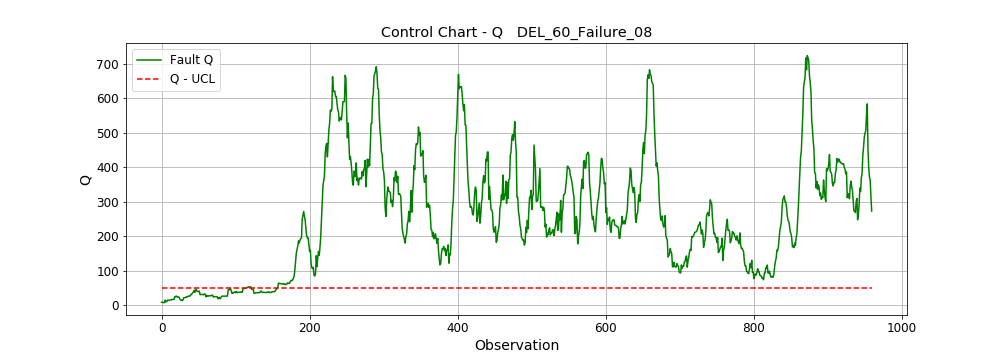 Control Chart - Q   DEL_60_Failure_08
Fault Q
Q - UCL
700
600
500
400
300
200
100
0
Q
0 200 400 600 800 1000
Observation